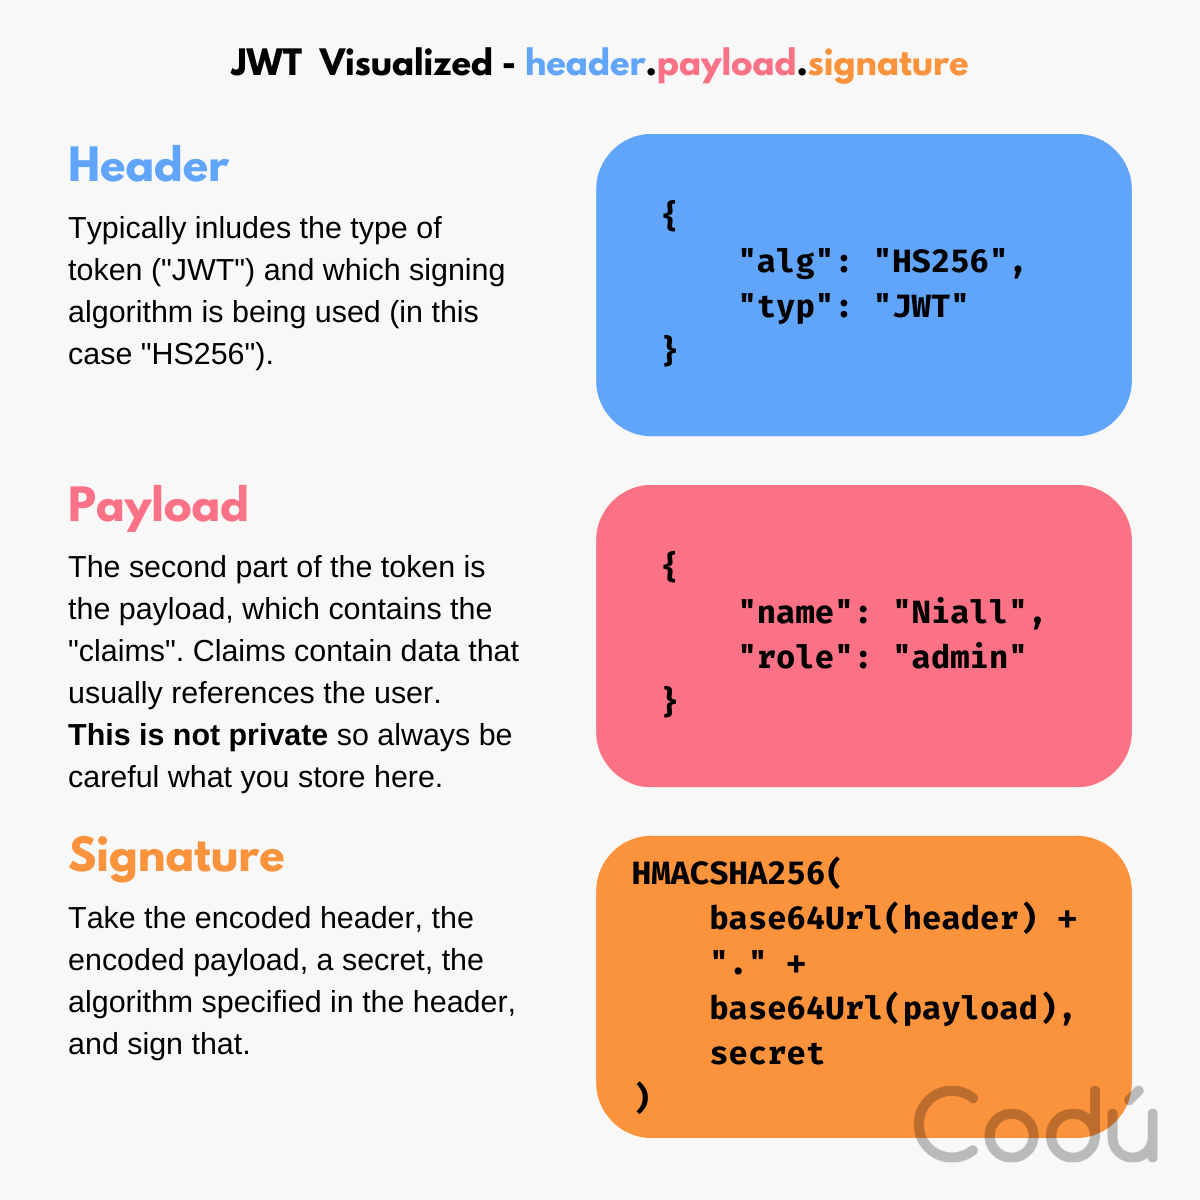 JWT Visualized - header.payload.signature
Header
Typically inludes the type of
token ("JWT") and which signing
algorithm is being used (in this
case "HS256").
{
"alg": "HS256",
"typ": "JWT"
}
Payload
The second part of the token is
the payload, which contains the
"claims". Claims contain data that
usually references the user.
This is not private so always be
careful what you store here.
{
"name": "Niall",
"role": "admin"
}
Signature
Take the encoded header, the
encoded payload, a secret, the
algorithm specified in the header,
and sign that.
HMACSHA256(
base64Url(header) +
"." +
base64Url(payload),
secret
)
Codú